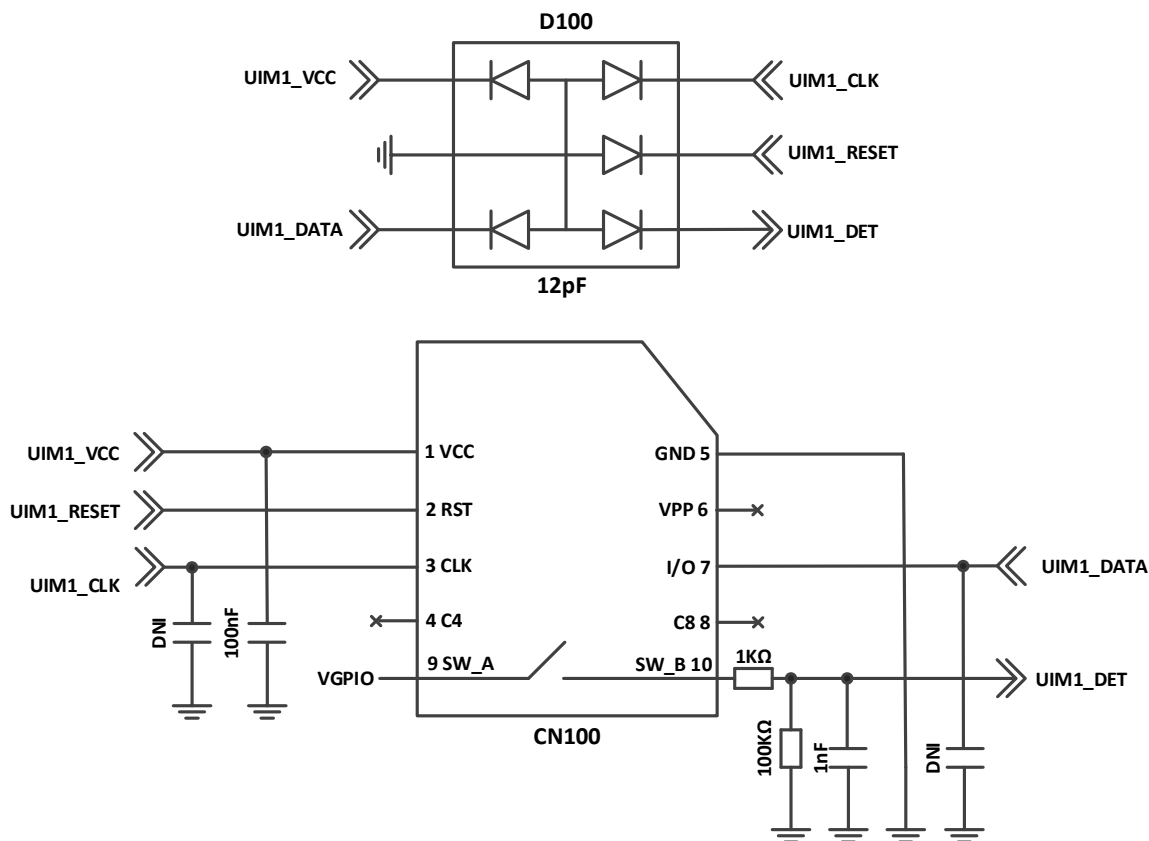 D100
UIM1_VCC
UIM1_CLK
UIM1_RESET
UIM1_DATA
UIM1_DET
12pF
UIM1_VCC
1 VCC
GND 5
UIM1_RESET
2 RST
VPP 6
UIM1_CLK
3 CLK
I/O 7
UIM1_DATA
DNI
100nF
4 C4
C8 8
VGPIO
9 SW_A
SW_B 10
1KΩ
UIM1_DET
CN100
100KΩ
1nF
DNI